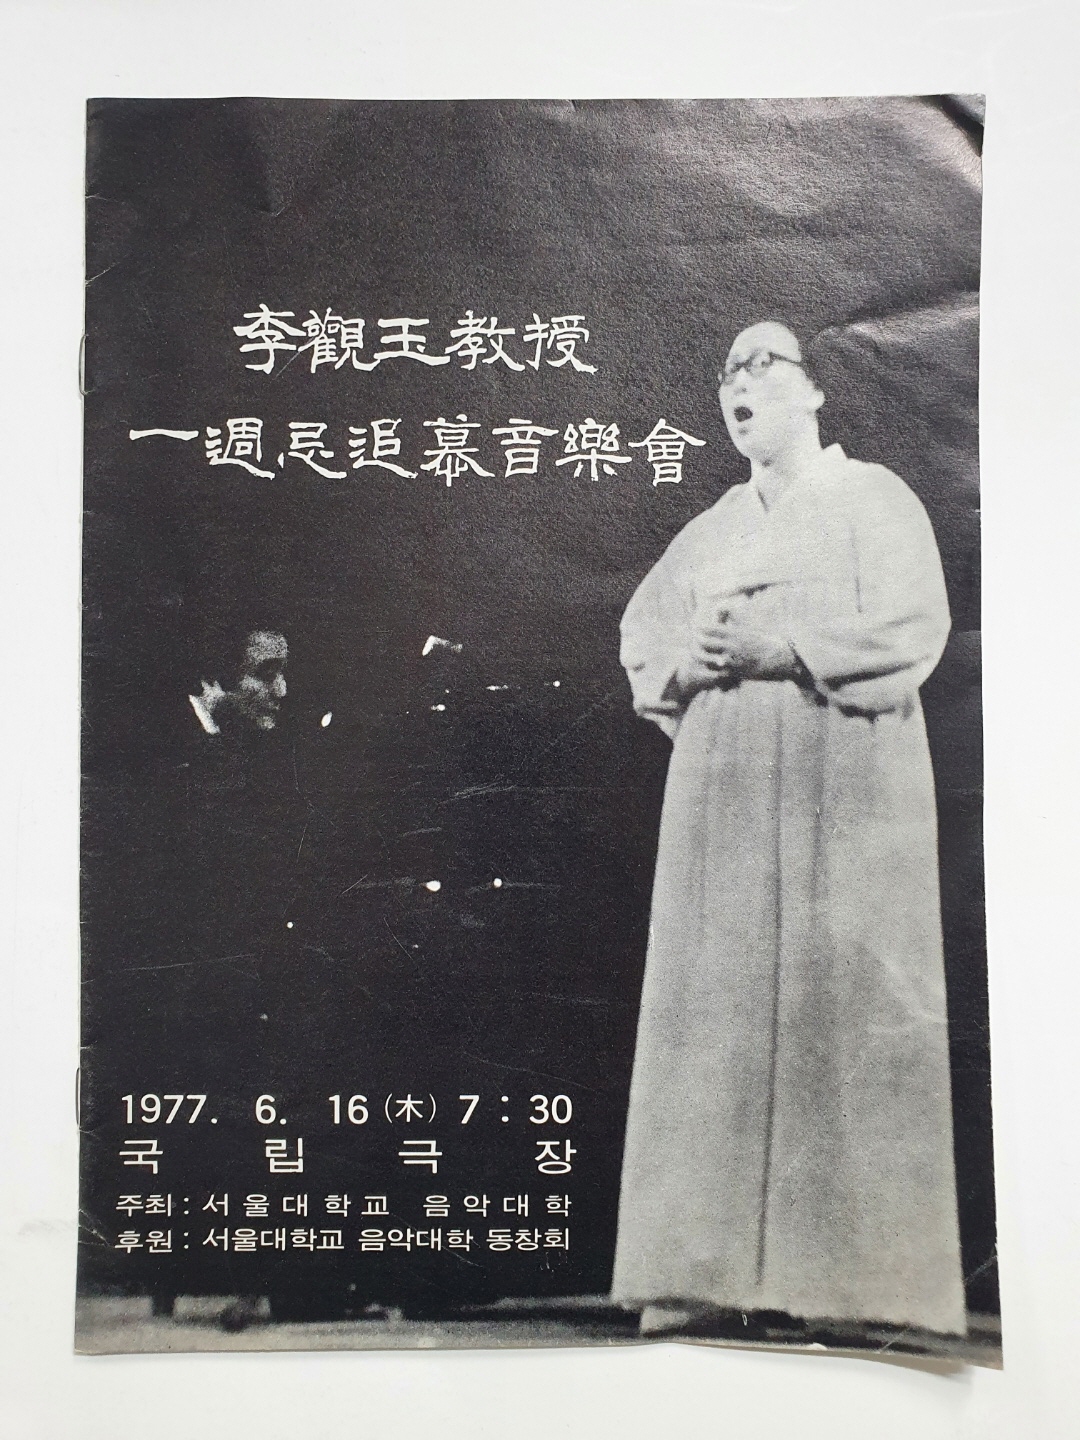 李觀玉敎授
一週忌追慕音樂會
1977. 6. 16 (木) 7 : 30
국립극장
주최 : 서울대학교 음악대학
후원 : 서울대학교 음악대학 동창회